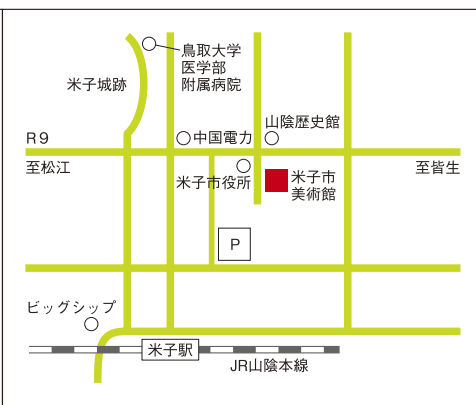 鳥取大学
医学部
附属病院
米子城跡
山陰歴史館
中国電力
R9
至松江
至皆生
米子市役所
米子市
美術館
P
ビッグシップ
米子駅
JR山陰本線